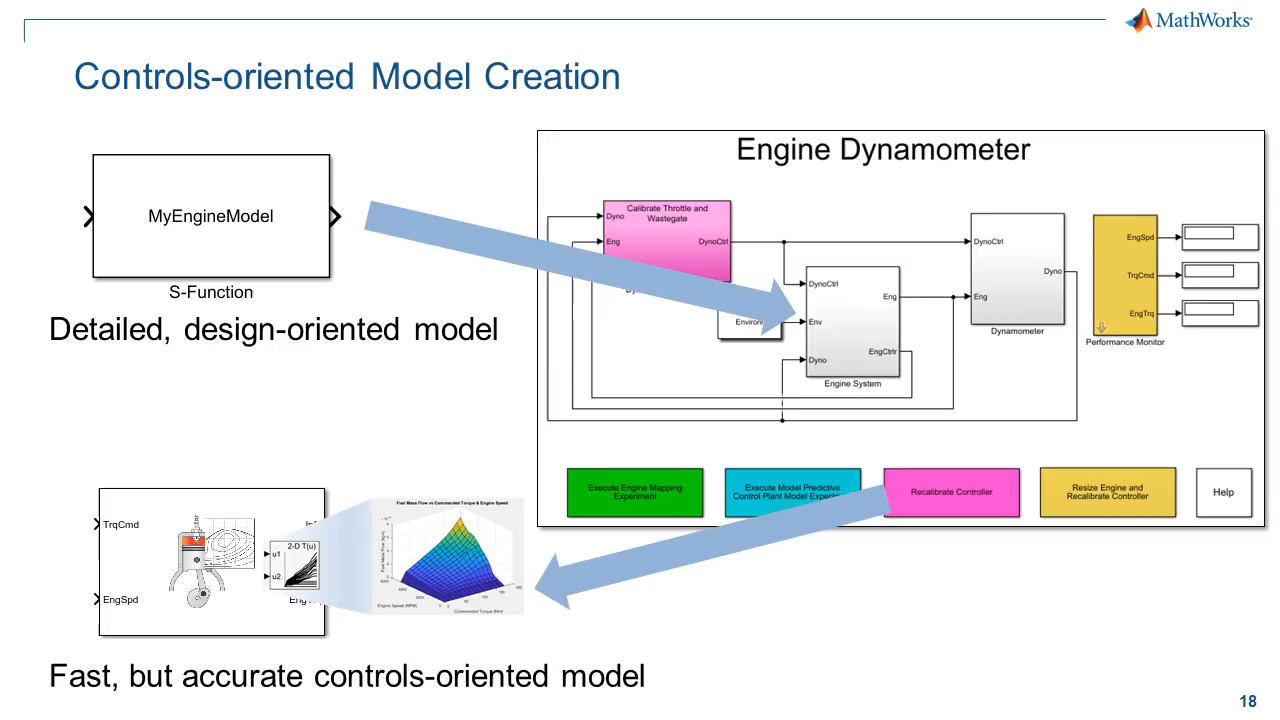 MathWorks
Controls-oriented Model Creation
MyEngineModel
S-Function
Detailed, design-oriented model
Engine Dynamometer
Calibrate Throttle and
Wastegate
Dyno
Eng
DynoCtrl
DynoCtrl
Env
Dyno
Eng
EngCtrlr
Engine System
DynoCtrl
Eng
Dyno
Dynamometer
EngSpd
TrqCmd
EngTrq
Performance Monitor
Execute Engine Mapping
Experiment
Execute Model Predictive
Control Plant Model
Recalibrate Controller
Resize Engine and
Recalibrate Controller
Help
TrqCmd
EngSpd
2-D T(u)
u1
u2
Fuel Mass Flow vs Commanded Torque & Engine Speed
Fuel Mass Flow
Engine Speed (RPM)
Commanded Torque (Nm)
Fast, but accurate controls-oriented model
18